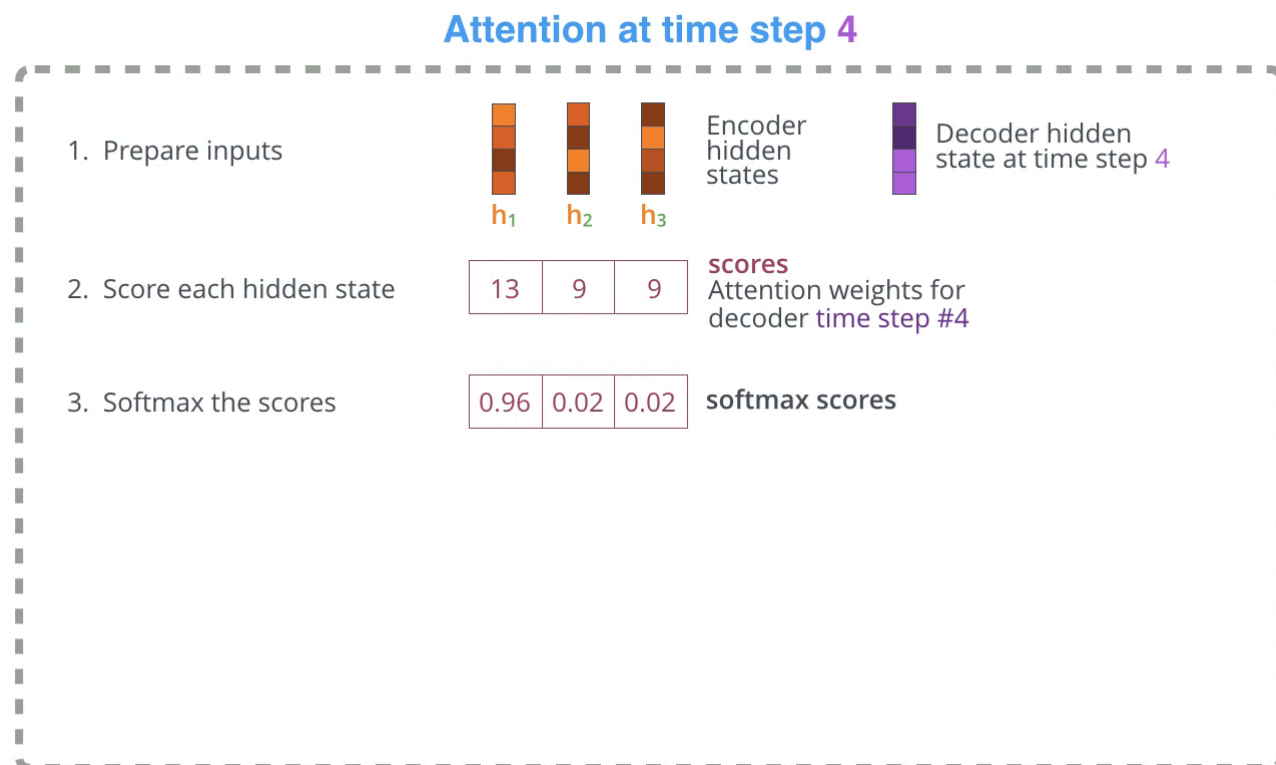 Attention at time step 4
1. Prepare inputs
Encoder
hidden
states
Decoder hidden
state at time step 4
h₁ h₂ h₃
2. Score each hidden state
13 9 9
scores
Attention weights for
decoder time step #4
3. Softmax the scores
0.96 0.02 0.02
softmax scores